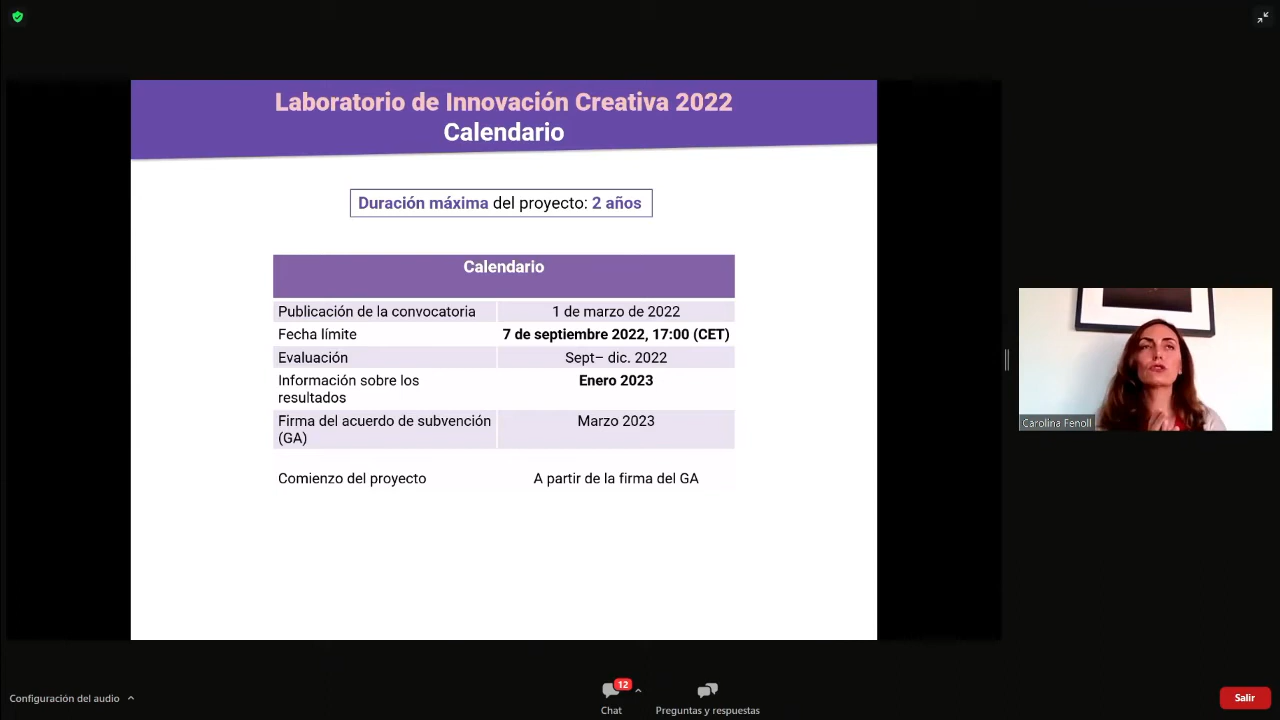 Laboratorio de Innovación Creativa 2022
Calendario
Duración máxima del proyecto: 2 años
Calendario
Publicación de la convocatoria 1 de marzo de 2022
Fecha límite 7 de septiembre 2022, 17:00 (CET)
Evaluación Sept– dic. 2022
Información sobre los Enero 2023
resultados
Firma del acuerdo de subvención Marzo 2023
(GA)
Comienzo del proyecto A partir de la firma del GA
Carolina Fenoll
Configuración del audio
12
Chat
Preguntas y respuestas
Salir